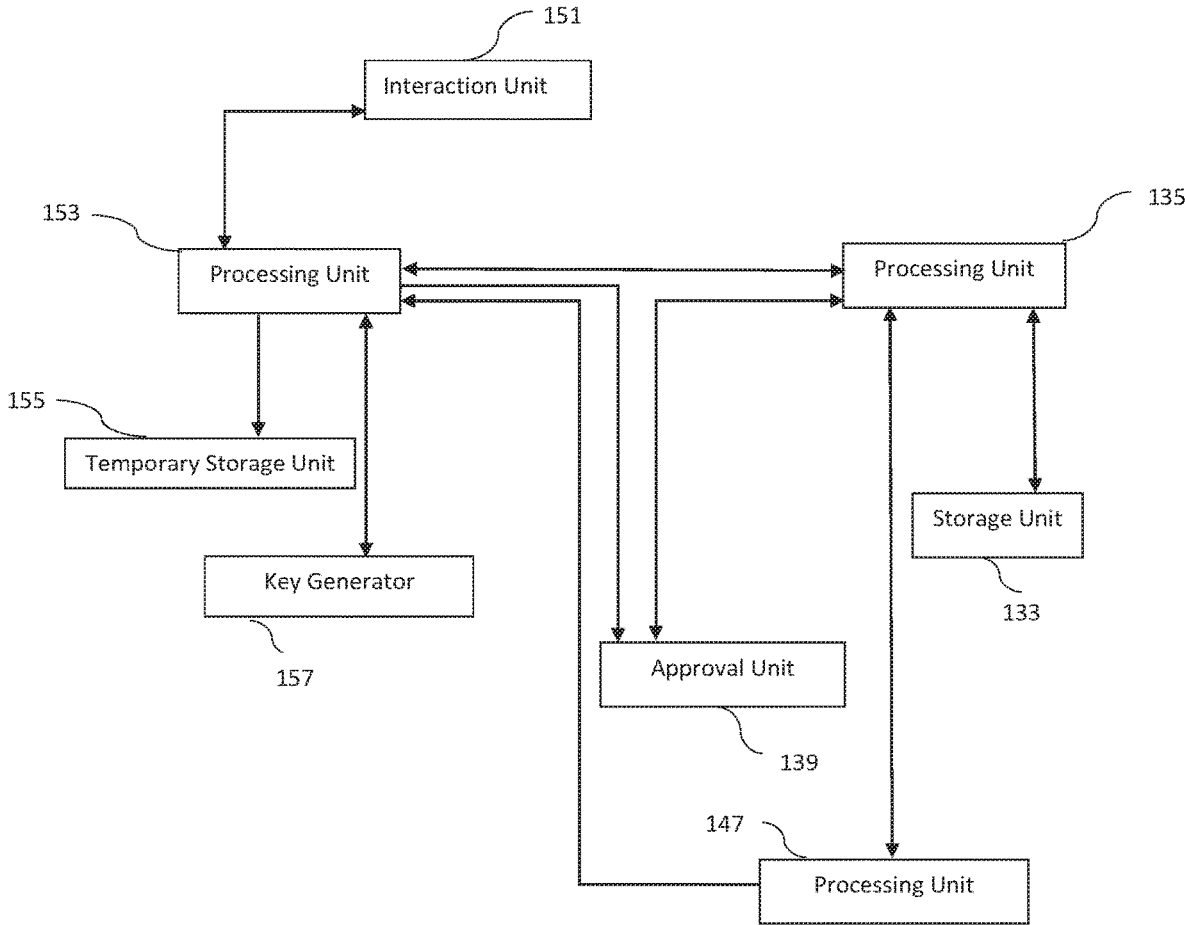 151
Interaction Unit
153
135
Processing Unit
Processing Unit
155
Temporary Storage Unit
Storage Unit
133
Key Generator
157
Approval Unit
139
147
Processing Unit